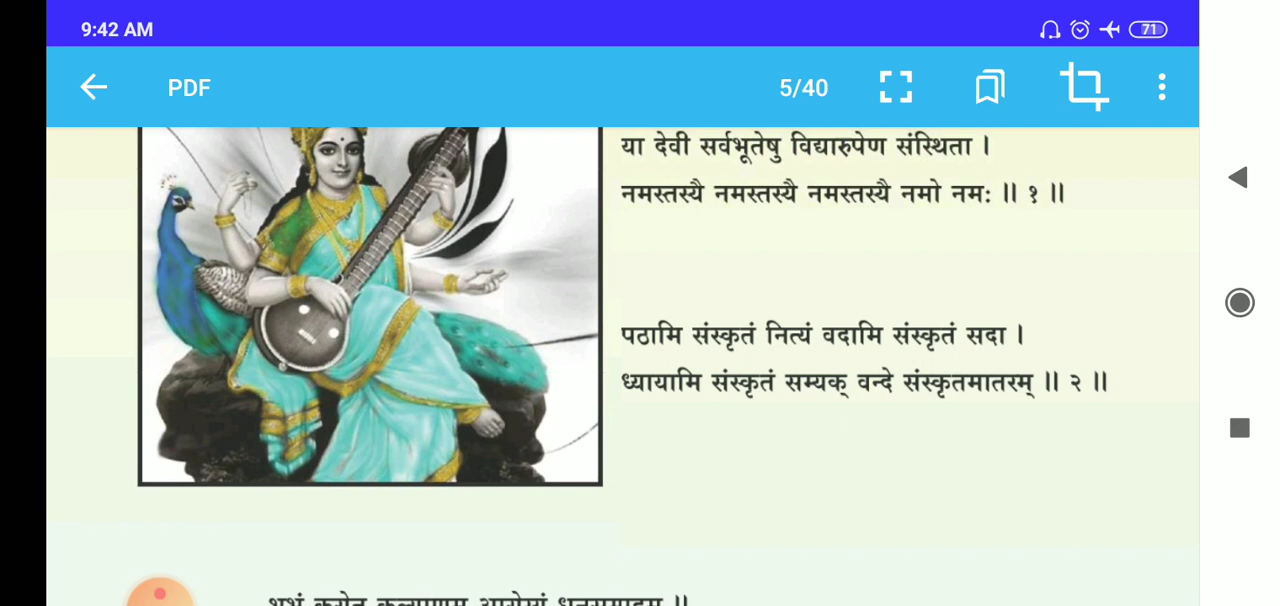 9:42 AM
71
PDF
5/40
या देवी सर्वभूतेषु विद्यारुपेण संस्थिता ।
नमस्तस्यै नमस्तस्यै नमस्तस्यै नमो नमः ॥ १ ॥
पठामि संस्कृतं नित्यं वदामि संस्कृतं सदा ।
ध्यायामि संस्कृतं सम्यक् वन्दे संस्कृतमातरम् ॥ २ ॥